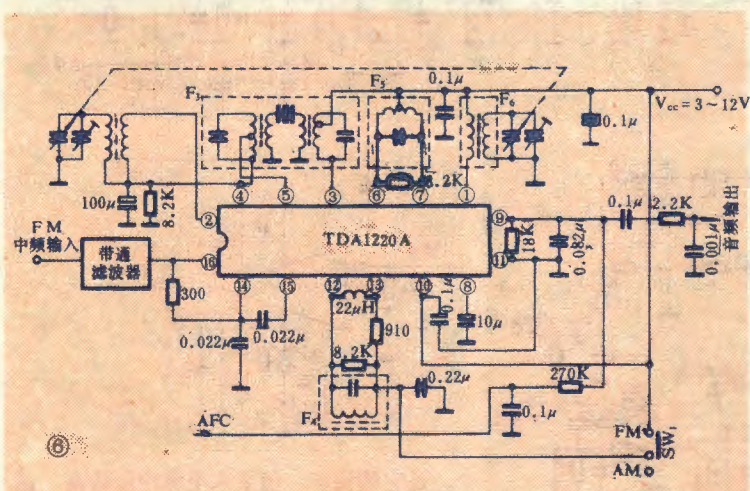 F₃
F₅
0.1μ
F₆
Vcc=3~12V
0.1μ
100μ
8.2K
④
⑤
③
⑥
⑦
8.2K
①
FM
中频输入
带通
滤波器
②
⑯
TDA1220A
⑨
⑪
18K
0.082μ
0.1μ
2.2K
0.001μ
音频输出
300
⑭
⑮
⑫
⑬
⑩
⑧
0.022μ
0.022μ
22μH
910
8.2K
0.1μ
10μ
F₄
0.22μ
270K
0.1μ
AFC
FM
SW₁
AM
⑥